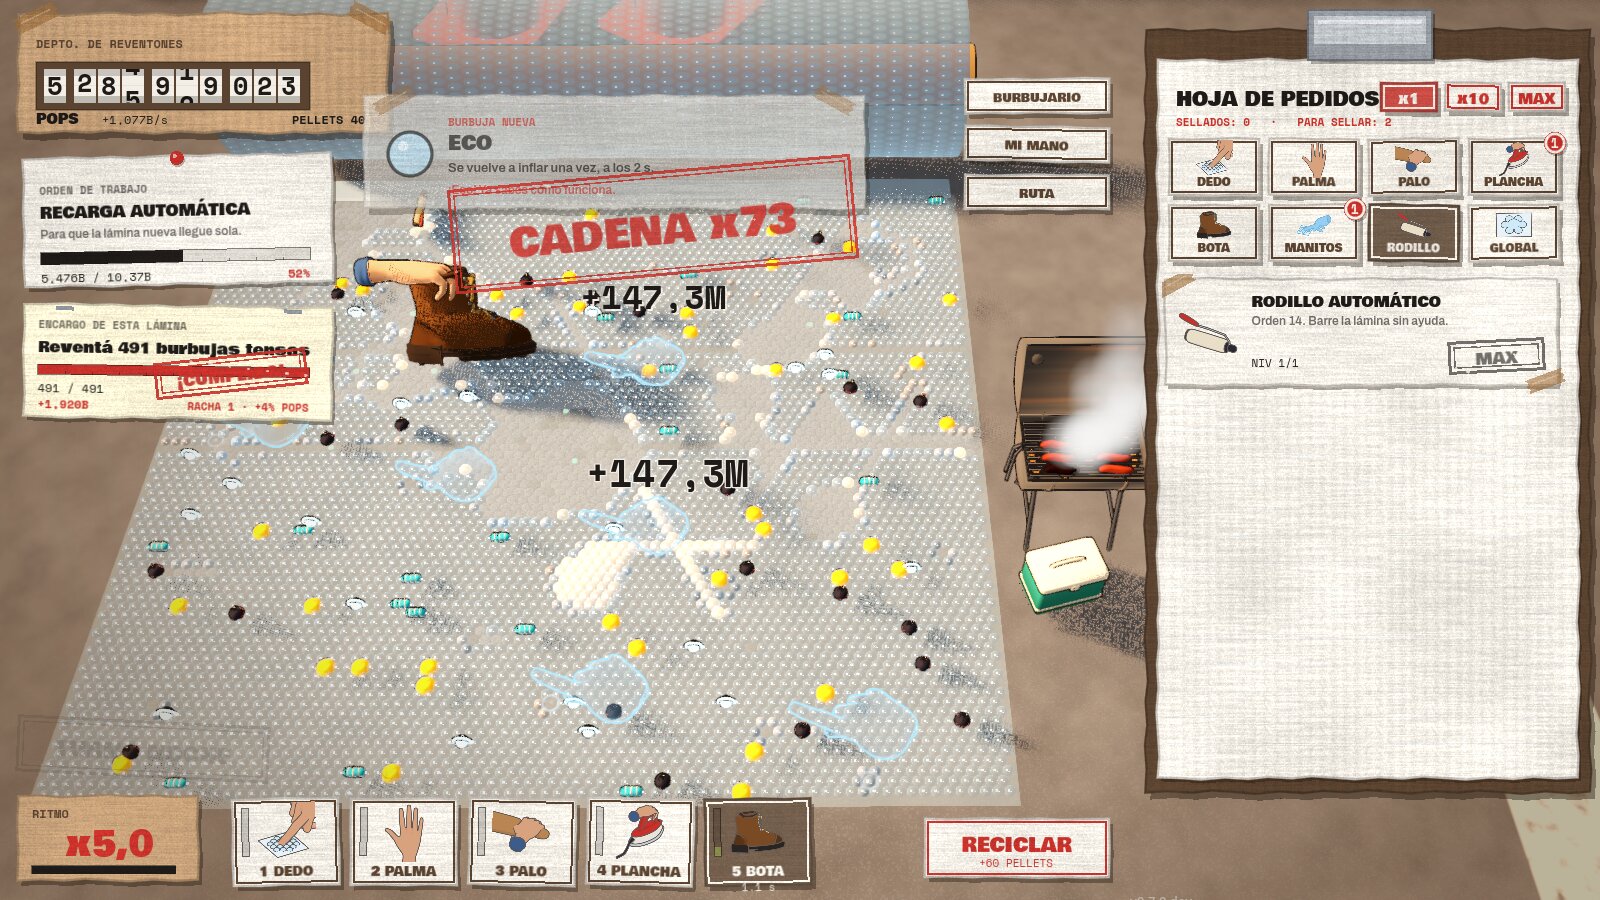 DEPTO. DE REVENTONES
POPS +1,077B/s PELLETS 40
ORDEN DE TRABAJO
RECARGA AUTOMÁTICA
Para que la lámina nueva llegue sola.
5,476B / 10,37B 52%
ENCARGO DE ESTA LÁMINA
Reventá 491 burbujas tensas
491 / 491
+1,920B RACHA 1 · +4% POPS
BURBUJA NUEVA
ECO
Se vuelve a inflar una vez, a los 2 s.
CADENA x73
+147,3M
+147,3M
BURBUJARIO
MI MANO
RUTA
HOJA DE PEDIDOS x1 x10 MAX
SELLADOS: 0 · PARA SELLAR: 2
DEDO PALMA PALO PLANCHA 1
BOTA MANITOS 1 RODILLO GLOBAL
RODILLO AUTOMÁTICO
Orden 14. Barre la lámina sin ayuda.
NIV 1/1 MAX
RITMO
x5,0
1 DEDO 2 PALMA 3 PALO 4 PLANCHA 5 BOTA
1.1 s
RECICLAR
+60 PELLETS